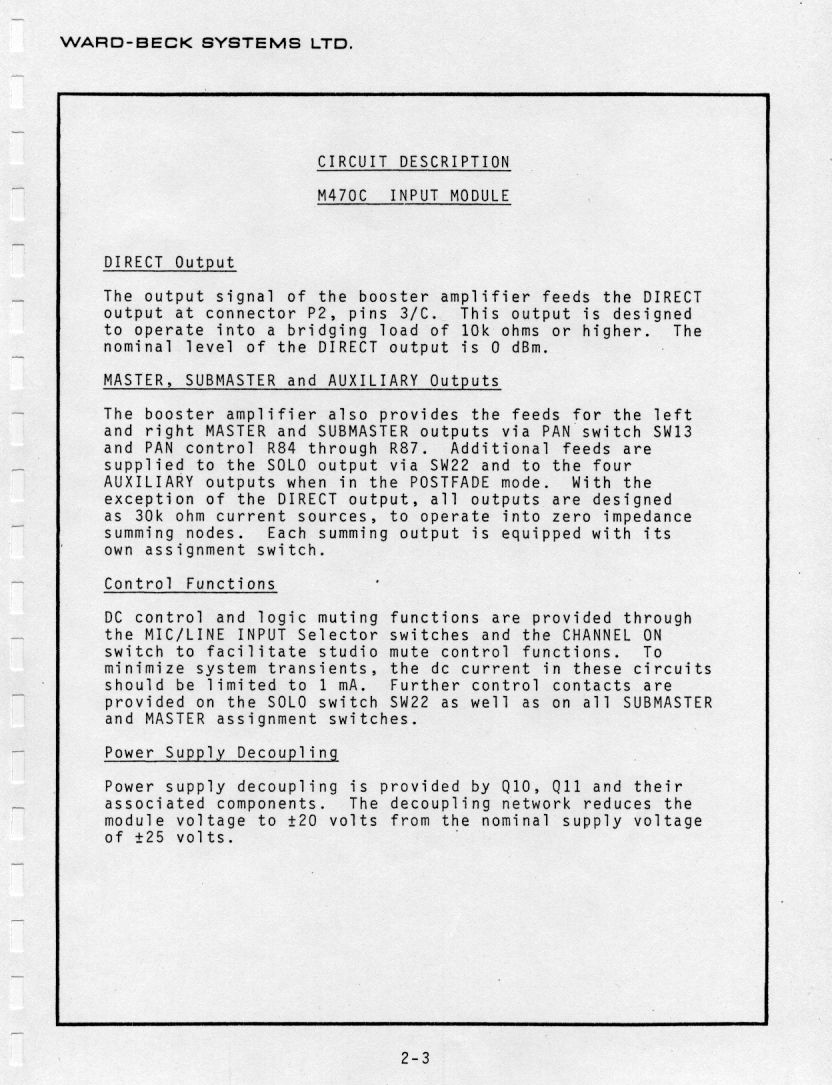 WARD-BECK SYSTEMS LTD.
CIRCUIT DESCRIPTION
M470C INPUT MODULE
DIRECT Output
The output signal of the booster amplifier feeds the DIRECT
output at connector P2, pins 3/C. This output is designed
to operate into a bridging load of 10k ohms or higher. The
nominal level of the DIRECT output is 0 dBm.
MASTER, SUBMASTER and AUXILIARY Outputs
The booster amplifier also provides the feeds for the left
and right MASTER and SUBMASTER outputs via PAN switch SW13
and PAN control R84 through R87. Additional feeds are
supplied to the SOLO output via SW22 and to the four
AUXILIARY outputs when in the POSTFADE mode. With the
exception of the DIRECT output, all outputs are designed
as 30k ohm current sources, to operate into zero impedance
summing nodes. Each summing output is equipped with its
own assignment switch.
Control Functions
DC control and logic muting functions are provided through
the MIC/LINE INPUT Selector switches and the CHANNEL ON
switch to facilitate studio mute control functions. To
minimize system transients, the dc current in these circuits
should be limited to 1 mA. Further control contacts are
provided on the SOLO switch SW22 as well as on all SUBMASTER
and MASTER assignment switches.
Power Supply Decoupling
Power supply decoupling is provided by Q10, Q11 and their
associated components. The decoupling network reduces the
module voltage to ±20 volts from the nominal supply voltage
of ±25 volts.
2-3